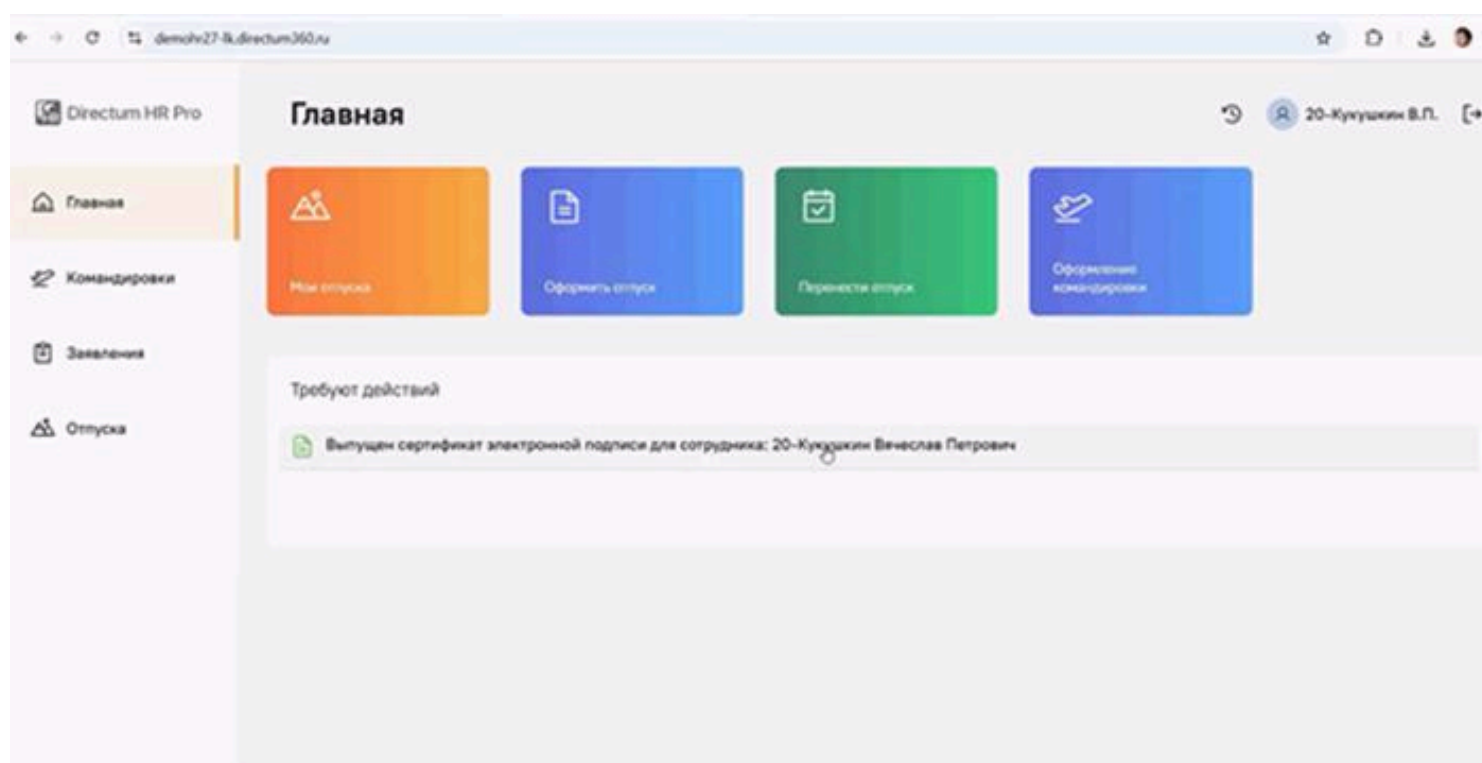 demohr27-lk.directum360.ru
Directum HR Pro
Главная
20-Кукушкин В.П.
Главная
Командировки
Заявления
Отпуска
Мои отпуска
Оформить отпуск
Перенести отпуск
Оформление
командировки
Требуют действий
Выпущен сертификат электронной подписи для сотрудника: 20-Кукушкин Вячеслав Петрович